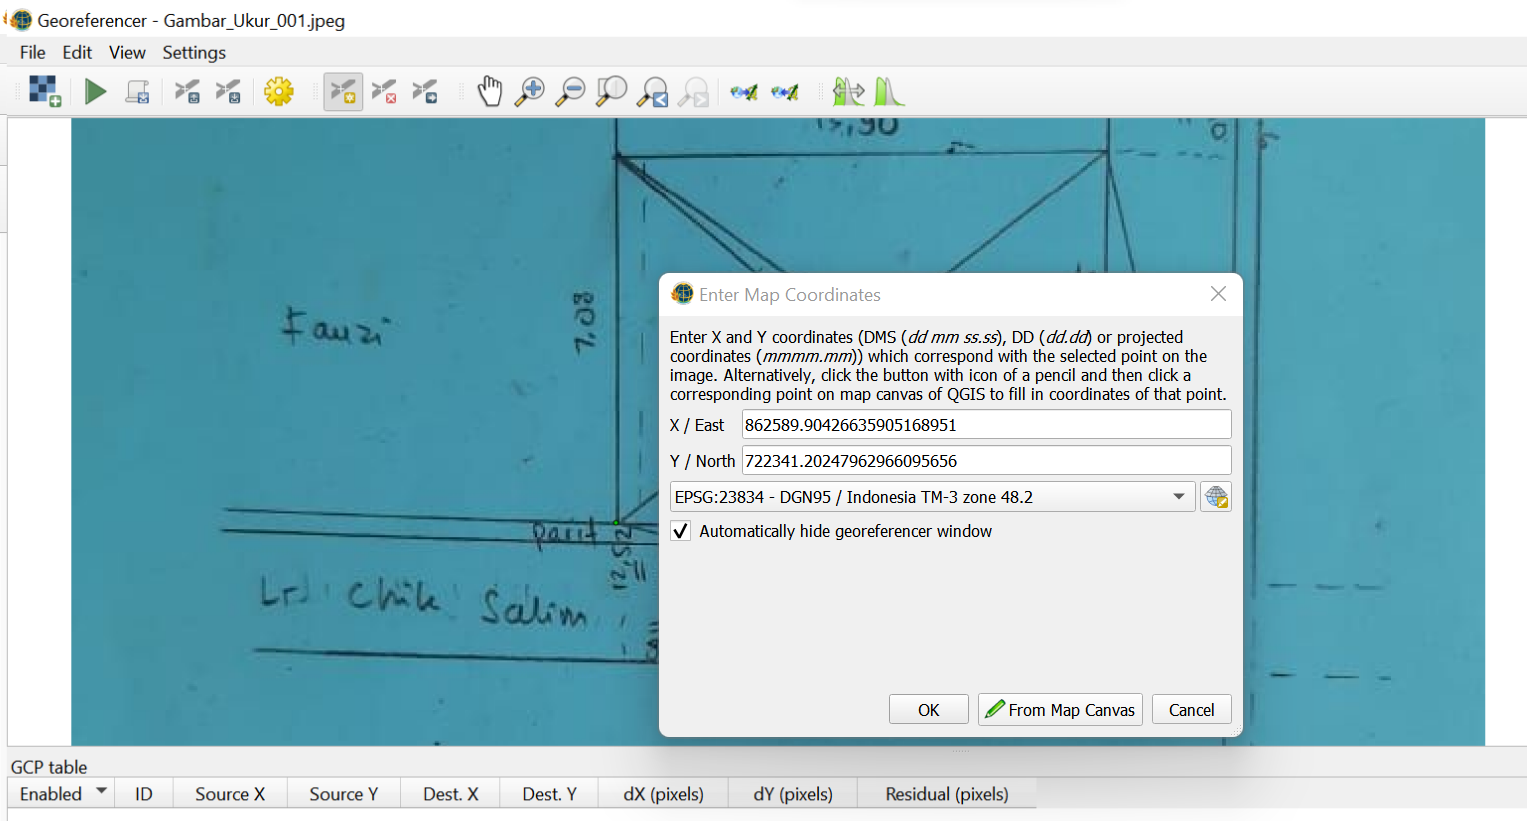 Georeferencer - Gambar_Ukur_001.jpeg
File Edit View Settings
15,90
Fauzi
7,08
parit
12,52
Lr. Chik Salim
Enter Map Coordinates
Enter X and Y coordinates (DMS (dd mm ss.ss), DD (dd.dd) or projected
coordinates (mmmm.mm)) which correspond with the selected point on the
image. Alternatively, click the button with icon of a pencil and then click a
corresponding point on map canvas of QGIS to fill in coordinates of that point.
X / East 862589.90426635905168951
Y / North 722341.20247962966095656
EPSG:23834 - DGN95 / Indonesia TM-3 zone 48.2
Automatically hide georeferencer window
OK From Map Canvas Cancel
GCP table
Enabled ID Source X Source Y Dest. X Dest. Y dX (pixels) dY (pixels) Residual (pixels)